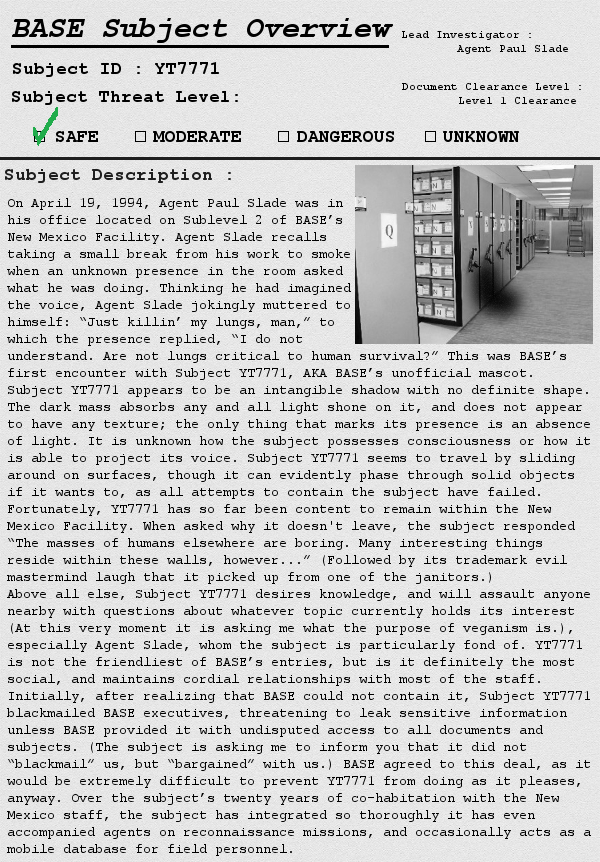 BASE Subject Overview
Lead Investigator :
Agent Paul Slade
Subject ID : YT7771
Subject Threat Level:
Document Clearance Level :
Level 1 Clearance
SAFE MODERATE DANGEROUS UNKNOWN
Subject Description :
On April 19, 1994, Agent Paul Slade was in
his office located on Sublevel 2 of BASE's
New Mexico Facility. Agent Slade recalls
taking a small break from his work to smoke
when an unknown presence in the room asked
what he was doing. Thinking he had imagined
the voice, Agent Slade jokingly muttered to
himself: “Just killin’ my lungs, man,” to
which the presence replied, “I do not
understand. Are not lungs critical to human survival?” This was BASE’s
first encounter with Subject YT7771, AKA BASE’s unofficial mascot.
Subject YT7771 appears to be an intangible shadow with no definite shape.
The dark mass absorbs any and all light shone on it, and does not appear
to have any texture; the only thing that marks its presence is an absence
of light. It is unknown how the subject possesses consciousness or how it
is able to project its voice. Subject YT7771 seems to travel by sliding
around on surfaces, though it can evidently phase through solid objects
if it wants to, as all attempts to contain the subject have failed.
Fortunately, YT7771 has so far been content to remain within the New
Mexico Facility. When asked why it doesn't leave, the subject responded
“The masses of humans elsewhere are boring. Many interesting things
reside within these walls, however...” (Followed by its trademark evil
mastermind laugh that it picked up from one of the janitors.)
Above all else, Subject YT7771 desires knowledge, and will assault anyone
nearby with questions about whatever topic currently holds its interest
(At this very moment it is asking me what the purpose of veganism is.),
especially Agent Slade, whom the subject is particularly fond of. YT7771
is not the friendliest of BASE’s entries, but is it definitely the most
social, and maintains cordial relationships with most of the staff.
Initially, after realizing that BASE could not contain it, Subject YT7771
blackmailed BASE executives, threatening to leak sensitive information
unless BASE provided it with undisputed access to all documents and
subjects. (The subject is asking me to inform you that it did not
“blackmail” us, but “bargained” with us.) BASE agreed to this deal, as it
would be extremely difficult to prevent YT7771 from doing as it pleases,
anyway. Over the subject’s twenty years of co-habitation with the New
Mexico staff, the subject has integrated so thoroughly it has even
accompanied agents on reconnaissance missions, and occasionally acts as a
mobile database for field personnel.
Q